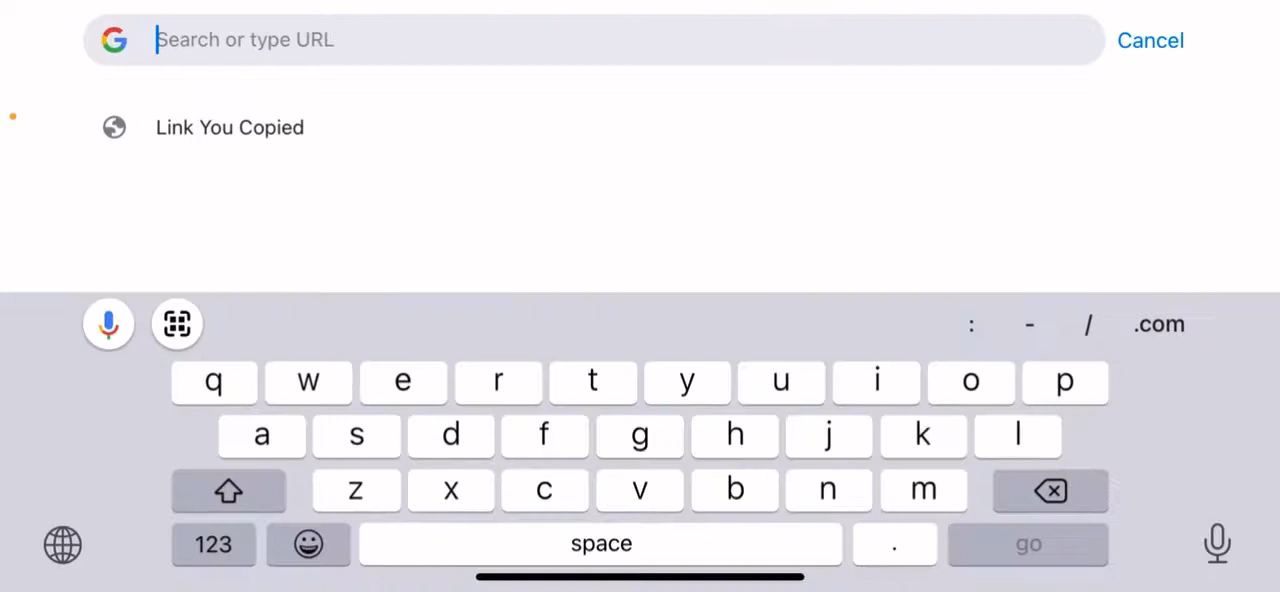 Search or type URL Cancel
Link You Copied
: - / .com
q w e r t y u i o p
a s d f g h j k l
z x c v b n m
123 space . go